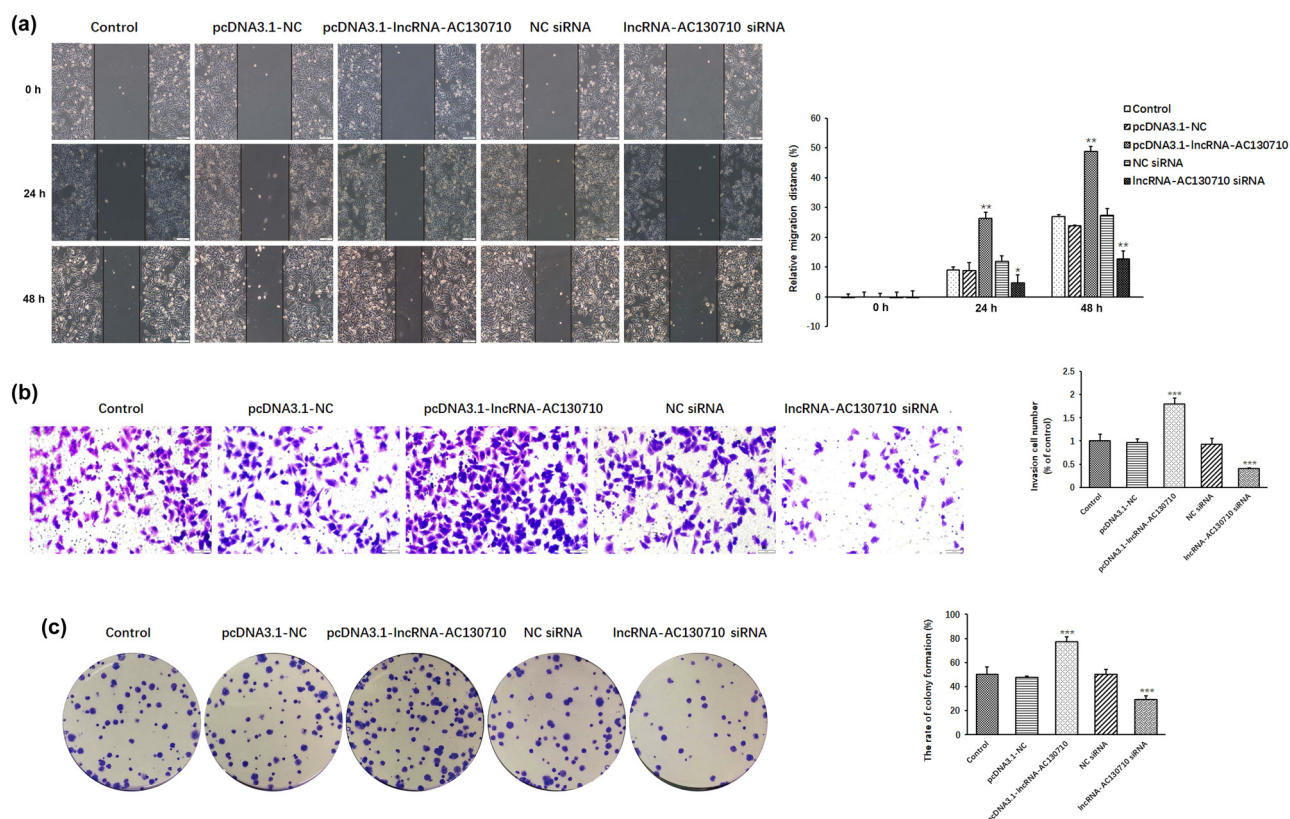 (a)
Control pcDNA3.1-NC pcDNA3.1-lncRNA-AC130710 NC siRNA lncRNA-AC130710 siRNA
0 h
24 h
48 h
Control
pcDNA3.1-NC
pcDNA3.1-lncRNA-AC130710
NC siRNA
lncRNA-AC130710 siRNA
Relative migration distance (%)
60
50
40
30
20
10
0
-10
** * ** **
0 h 24 h 48 h
(b)
Control pcDNA3.1-NC pcDNA3.1-lncRNA-AC130710 NC siRNA lncRNA-AC130710 siRNA
Invasion cell number
(% of control)
2.5
2
1.5
1
0.5
0
*** ***
Control
pcDNA3.1-NC
pcDNA3.1-lncRNA-AC130710
NC siRNA
lncRNA-AC130710 siRNA
(c)
Control pcDNA3.1-NC pcDNA3.1-lncRNA-AC130710 NC siRNA lncRNA-AC130710 siRNA
The rate of colony formation (%)
100
80
60
40
20
0
*** ***
Control
pcDNA3.1-NC
pcDNA3.1-lncRNA-AC130710
NC siRNA
lncRNA-AC130710 siRNA